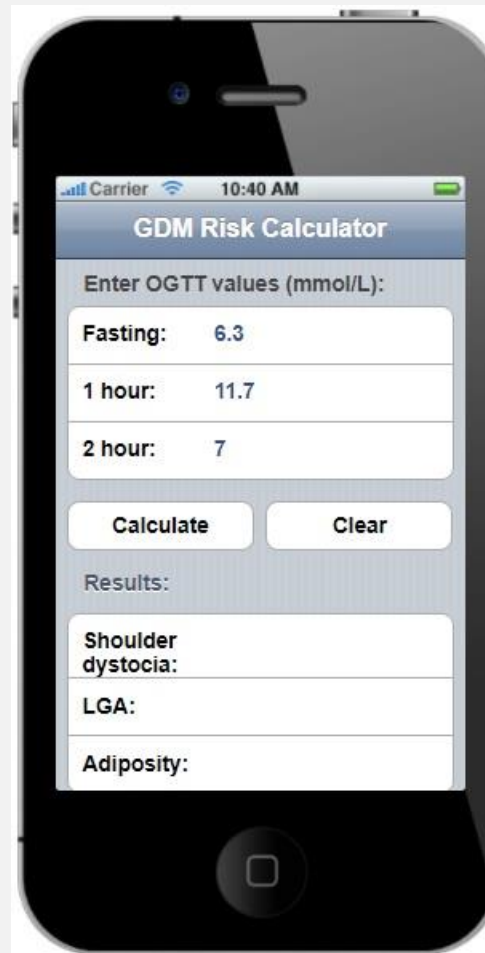 Carrier 10:40 AM
GDM Risk Calculator
Enter OGTT values (mmol/L):
Fasting: 6.3
1 hour: 11.7
2 hour: 7
Calculate Clear
Results:
Shoulder
dystocia:
LGA:
Adiposity: